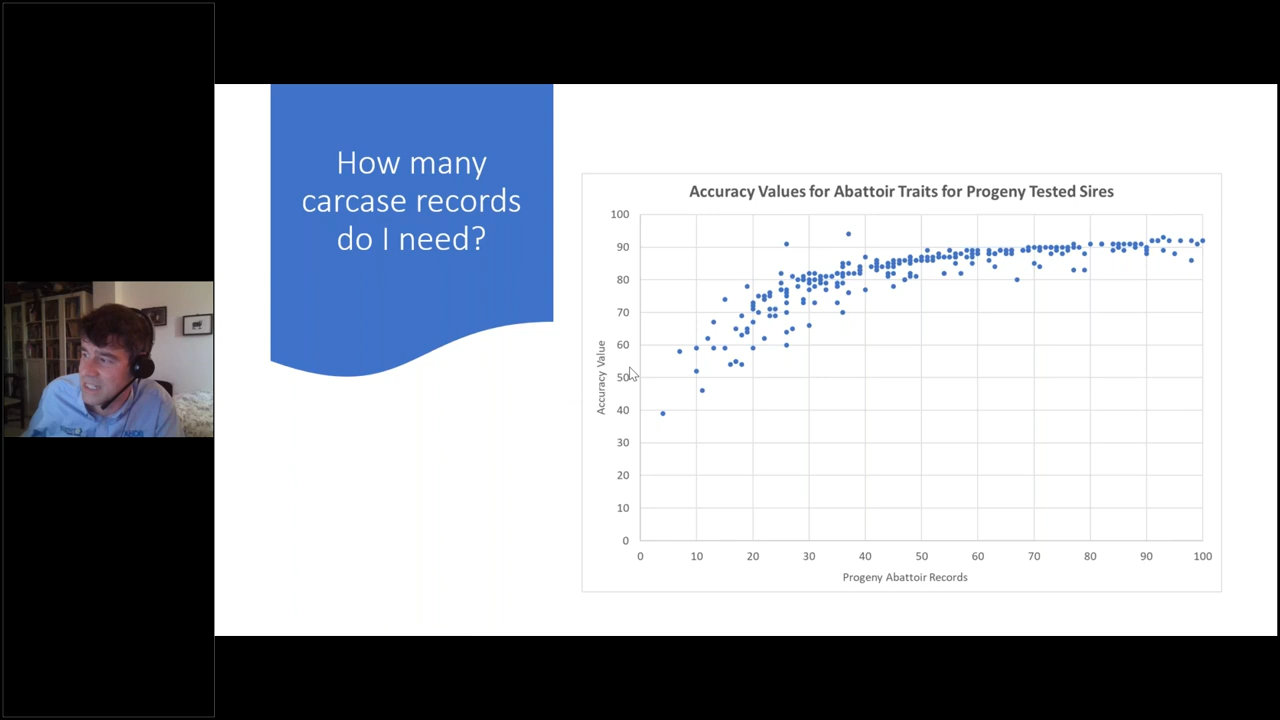 How many
carcase records
do I need?
Accuracy Values for Abattoir Traits for Progeny Tested Sires
100
90
80
70
60
50
40
30
20
10
0
Accuracy Value
0 10 20 30 40 50 60 70 80 90 100
Progeny Abattoir Records